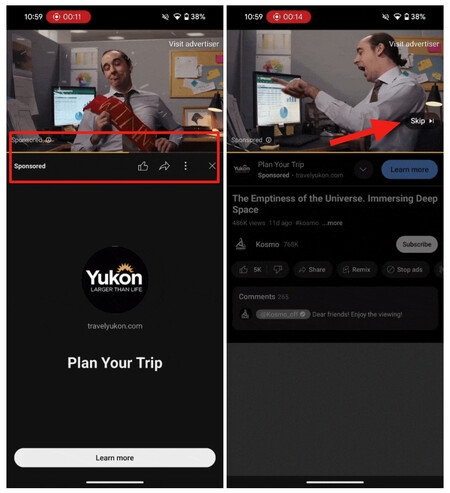 10:59
00:11
38%
Visit advertiser
Sponsored
Sponsored
Yukon
LARGER THAN LIFE
travelyukon.com
Plan Your Trip
Learn more
10:59
00:14
38%
Visit advertiser
Skip
Sponsored
Yukon
Plan Your Trip
Sponsored • travelyukon.com
Learn more
The Emptiness of the Universe. Immersing Deep
Space
486K views 11d ago #kosmo ...more
Kosmo 768K
Subscribe
5K
Share
Remix
Stop ads
Comments 265
@Kosmo_off Dear friends! Enjoy the viewing!